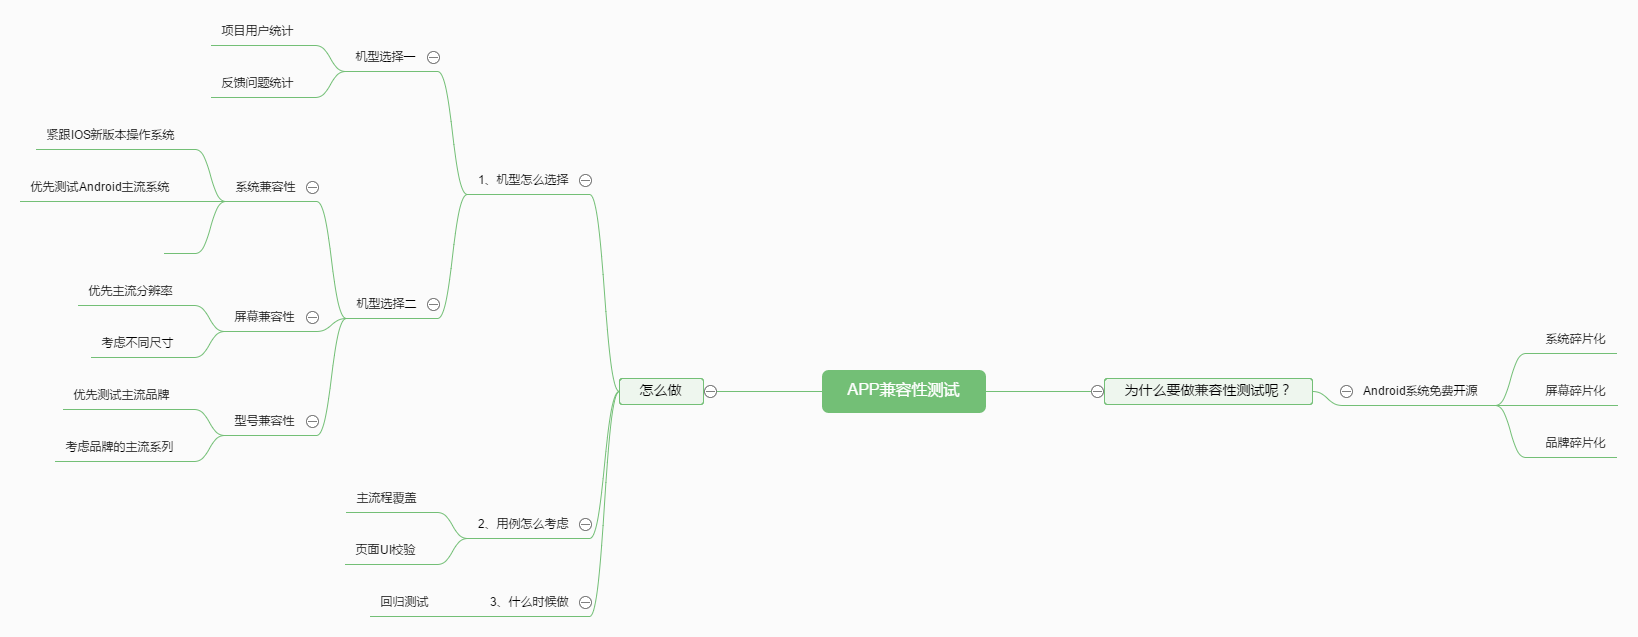 APP兼容性测试
为什么要做兼容性测试呢？
Android系统免费开源
系统碎片化
屏幕碎片化
品牌碎片化
怎么做
1、机型怎么选择
机型选择一
项目用户统计
反馈问题统计
机型选择二
系统兼容性
紧跟IOS新版本操作系统
优先测试Android主流系统
屏幕兼容性
优先主流分辨率
考虑不同尺寸
型号兼容性
优先测试主流品牌
考虑品牌的主流系列
2、用例怎么考虑
主流程覆盖
页面UI校验
3、什么时候做
回归测试